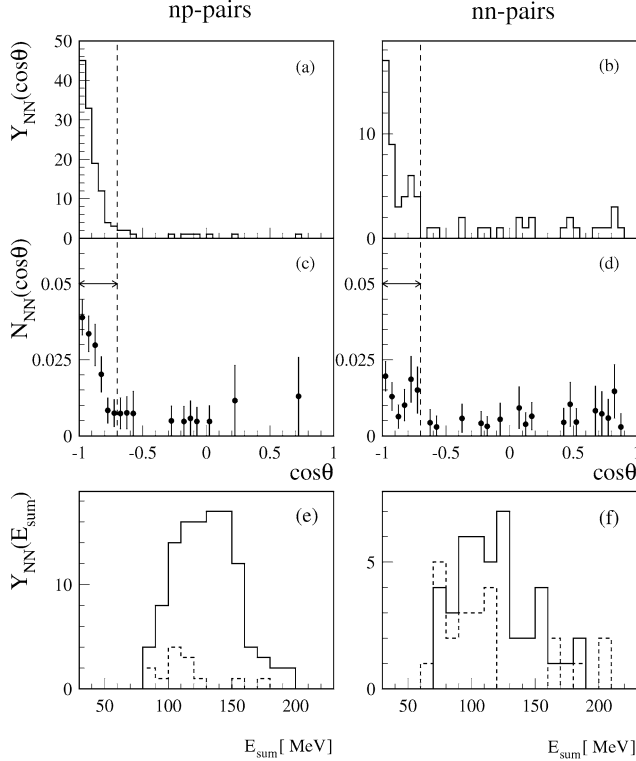 np-pairs nn-pairs
Y_NN(cosθ)
50
40
30
20
10
0
(a)
10
0
(b)
N_NN(cosθ)
0.05
0.025
0
(c)
0.05
0.025
0
(d)
-1 -0.5 0 0.5 1
cosθ
-1 -0.5 0 0.5 1
cosθ
Y_NN(E_sum)
10
0
(e)
5
0
(f)
50 100 150 200
50 100 150 200
E_sum[ MeV]
E_sum[ MeV]